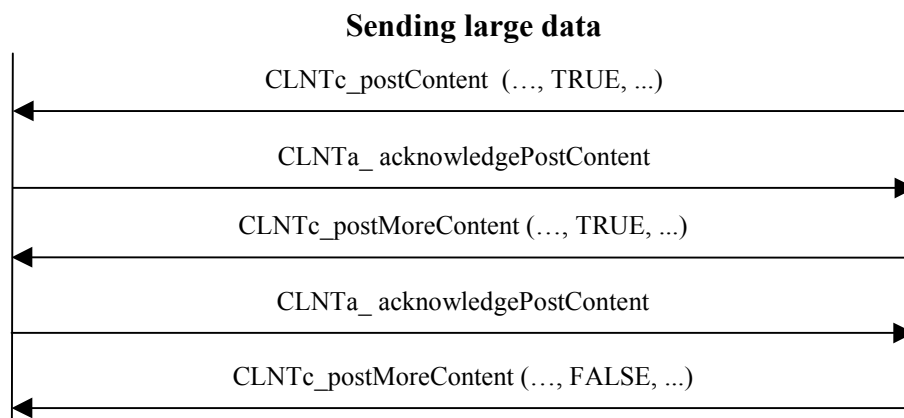 Sending large data
CLNTc_postContent (…, TRUE, ...)
CLNTa_ acknowledgePostContent
CLNTc_postMoreContent (…, TRUE, ...)
CLNTa_ acknowledgePostContent
CLNTc_postMoreContent (…, FALSE, ...)